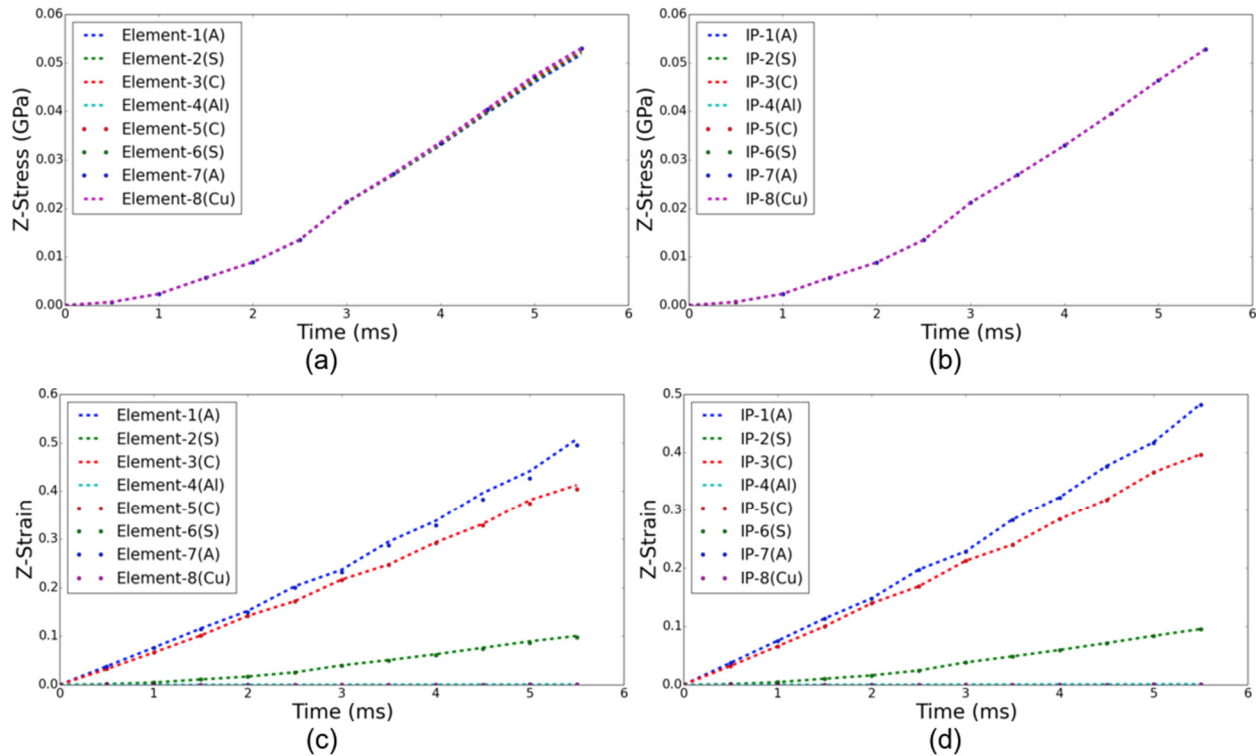 0.06
0.05
0.04
0.03
0.02
0.01
0.00
Z-Stress (GPa)
Element-1(A)
Element-2(S)
Element-3(C)
Element-4(Al)
Element-5(C)
Element-6(S)
Element-7(A)
Element-8(Cu)
0 1 2 3 4 5 6
Time (ms)
(a)
0.06
0.05
0.04
0.03
0.02
0.01
0.00
Z-Stress (GPa)
IP-1(A)
IP-2(S)
IP-3(C)
IP-4(Al)
IP-5(C)
IP-6(S)
IP-7(A)
IP-8(Cu)
0 1 2 3 4 5 6
Time (ms)
(b)
0.6
0.5
0.4
0.3
0.2
0.1
0.0
Z-Strain
Element-1(A)
Element-2(S)
Element-3(C)
Element-4(Al)
Element-5(C)
Element-6(S)
Element-7(A)
Element-8(Cu)
0 1 2 3 4 5 6
Time (ms)
(c)
0.5
0.4
0.3
0.2
0.1
0.0
Z-Strain
IP-1(A)
IP-2(S)
IP-3(C)
IP-4(Al)
IP-5(C)
IP-6(S)
IP-7(A)
IP-8(Cu)
0 1 2 3 4 5 6
Time (ms)
(d)